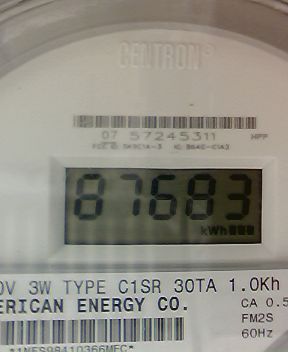 CENTRON®
07 57245311 HPP
87683
kWh
0V 3W TYPE C1SR 30TA 1.0Kh
ERICAN ENERGY CO. CA 0.5
FM2S
60Hz